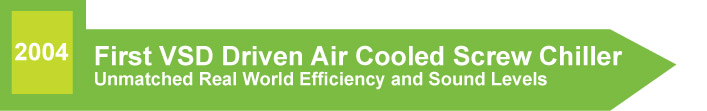 2004
First VSD Driven Air Cooled Screw Chiller
Unmatched Real World Efficiency and Sound Levels